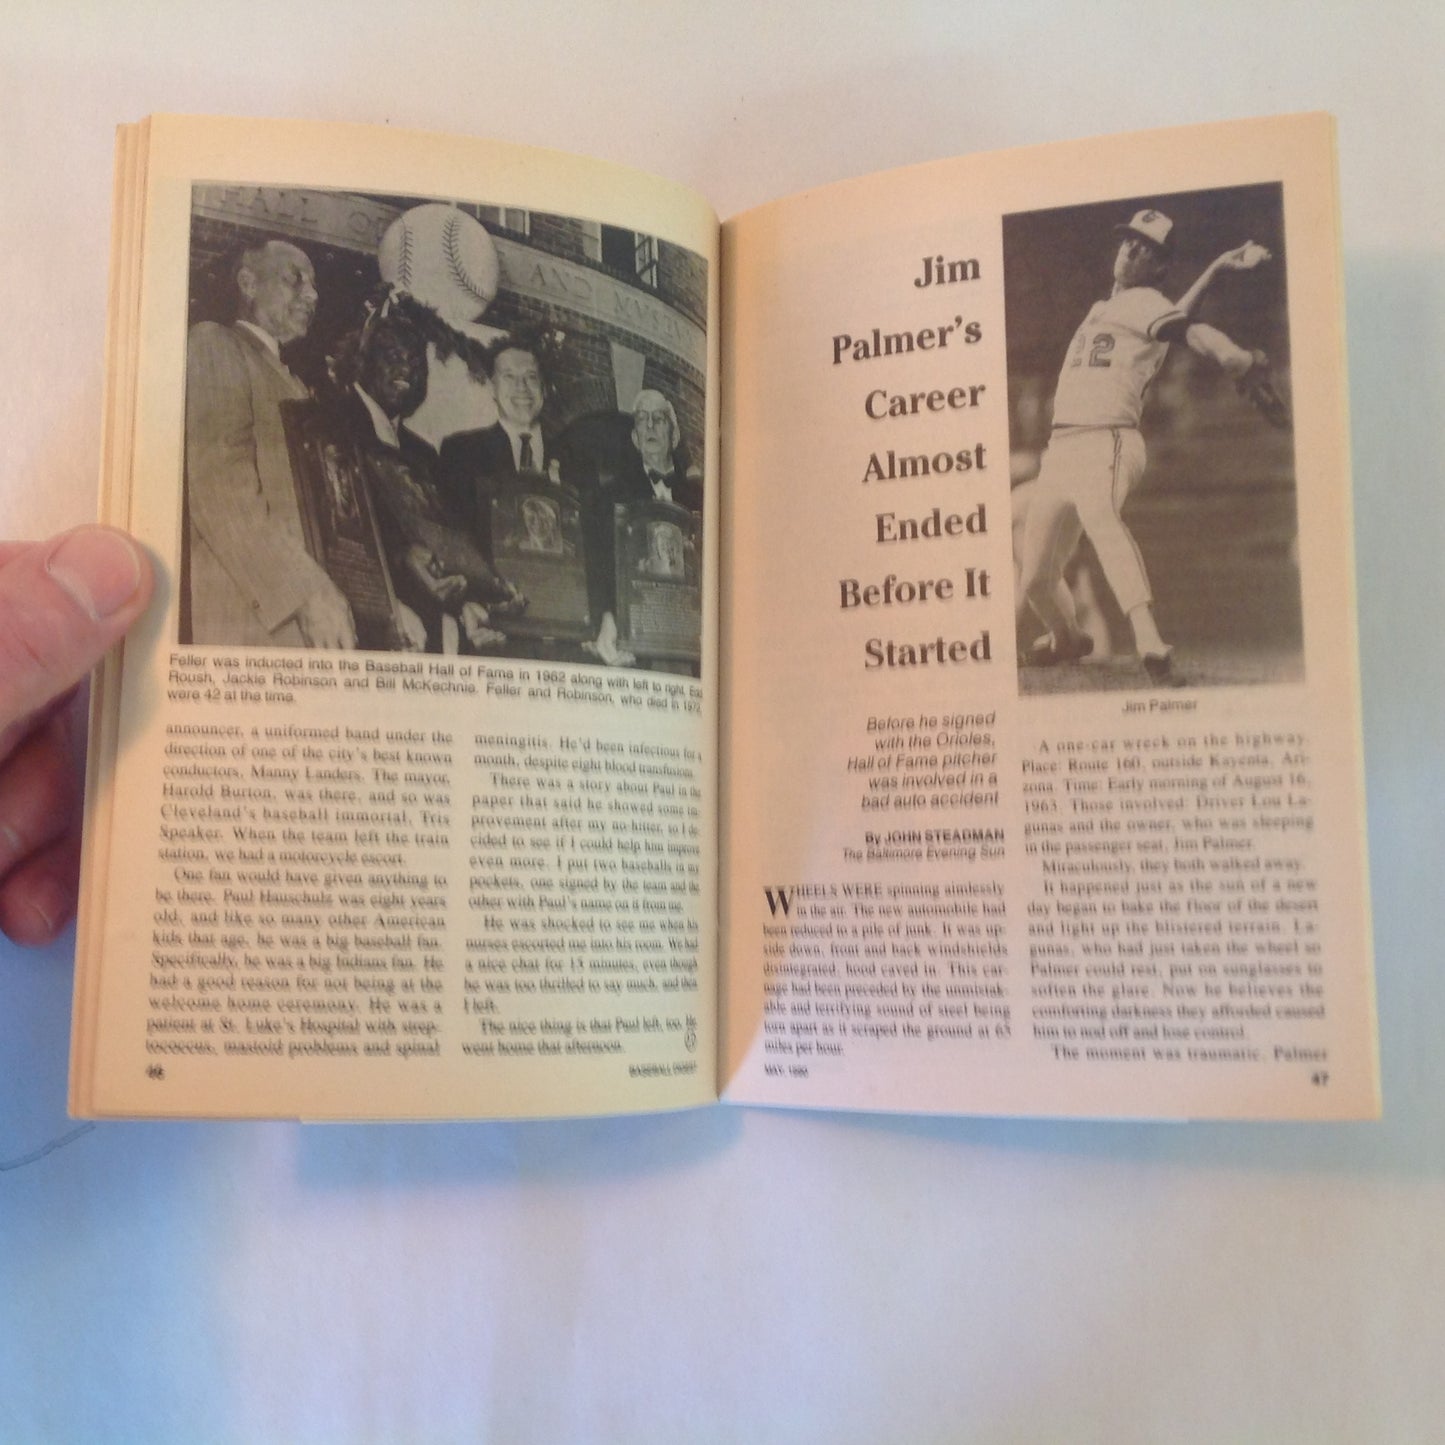 HALL OF
AND MUSEUM
Feller was inducted into the Baseball Hall of Fame in 1962 along with left to right, Edd
Roush, Jackie Robinson and Bill McKechnie. Feller and Robinson, who died in 1972,
were 42 at the time.
announcer, a uniformed band under the
direction of one of the city's best known
conductors, Manny Landers. The mayor,
Harold Burton, was there, and so was
Cleveland's baseball immortal, Tris
Speaker. When the team left the train
station, we had a motorcycle escort.
One fan would have given anything to
be there. Paul Hauschulz was eight years
old, and like so many other American
kids that age, he was a big baseball fan.
Specifically, he was a big Indians fan. He
had a good reason for not being at the
welcome home ceremony. He was a
patient at St. Luke's Hospital with strep-
tococcus, mastoid problems and spinal
meningitis. He'd been infectious for a
month, despite eight blood transfusions.
There was a story about Paul in the
paper that said he showed some im-
provement after my no-hitter, so I de-
cided to see if I could help him improve
even more. I put two baseballs in my
pockets, one signed by the team and the
other with Paul's name on it from me.
He was shocked to see me when his
nurses escorted me into his room. We had
a nice chat for 15 minutes, even though
he was too thrilled to say much, and then
I left.
The nice thing is that Paul left, too. He
went home that afternoon.
46
BASEBALL DIGEST
Jim
Palmer's
Career
Almost
Ended
Before It
Started
Before he signed
with the Orioles,
Hall of Fame pitcher
was involved in a
bad auto accident
By JOHN STEADMAN
The Baltimore Evening Sun
WHEELS WERE spinning aimlessly
in the air. The new automobile had
been reduced to a pile of junk. It was up-
side down, front and back windshields
disintegrated, hood caved in. This car-
nage had been preceded by the unmistak-
able and terrifying sound of steel being
torn apart as it scraped the ground at 65
miles per hour.
MAY, 1990
22
Jim Palmer
A one-car wreck on the highway.
Place: Route 160, outside Kayenta, Ari-
zona. Time: Early morning of August 16,
1963. Those involved: Driver Lou La-
gunas and the owner, who was sleeping
in the passenger seat, Jim Palmer.
Miraculously, they both walked away.
It happened just as the sun of a new
day began to bake the floor of the desert
and light up the blistered terrain. La-
gunas, who had just taken the wheel so
Palmer could rest, put on sunglasses to
soften the glare. Now he believes the
comforting darkness they afforded caused
him to nod off and lose control.
The moment was traumatic. Palmer
47